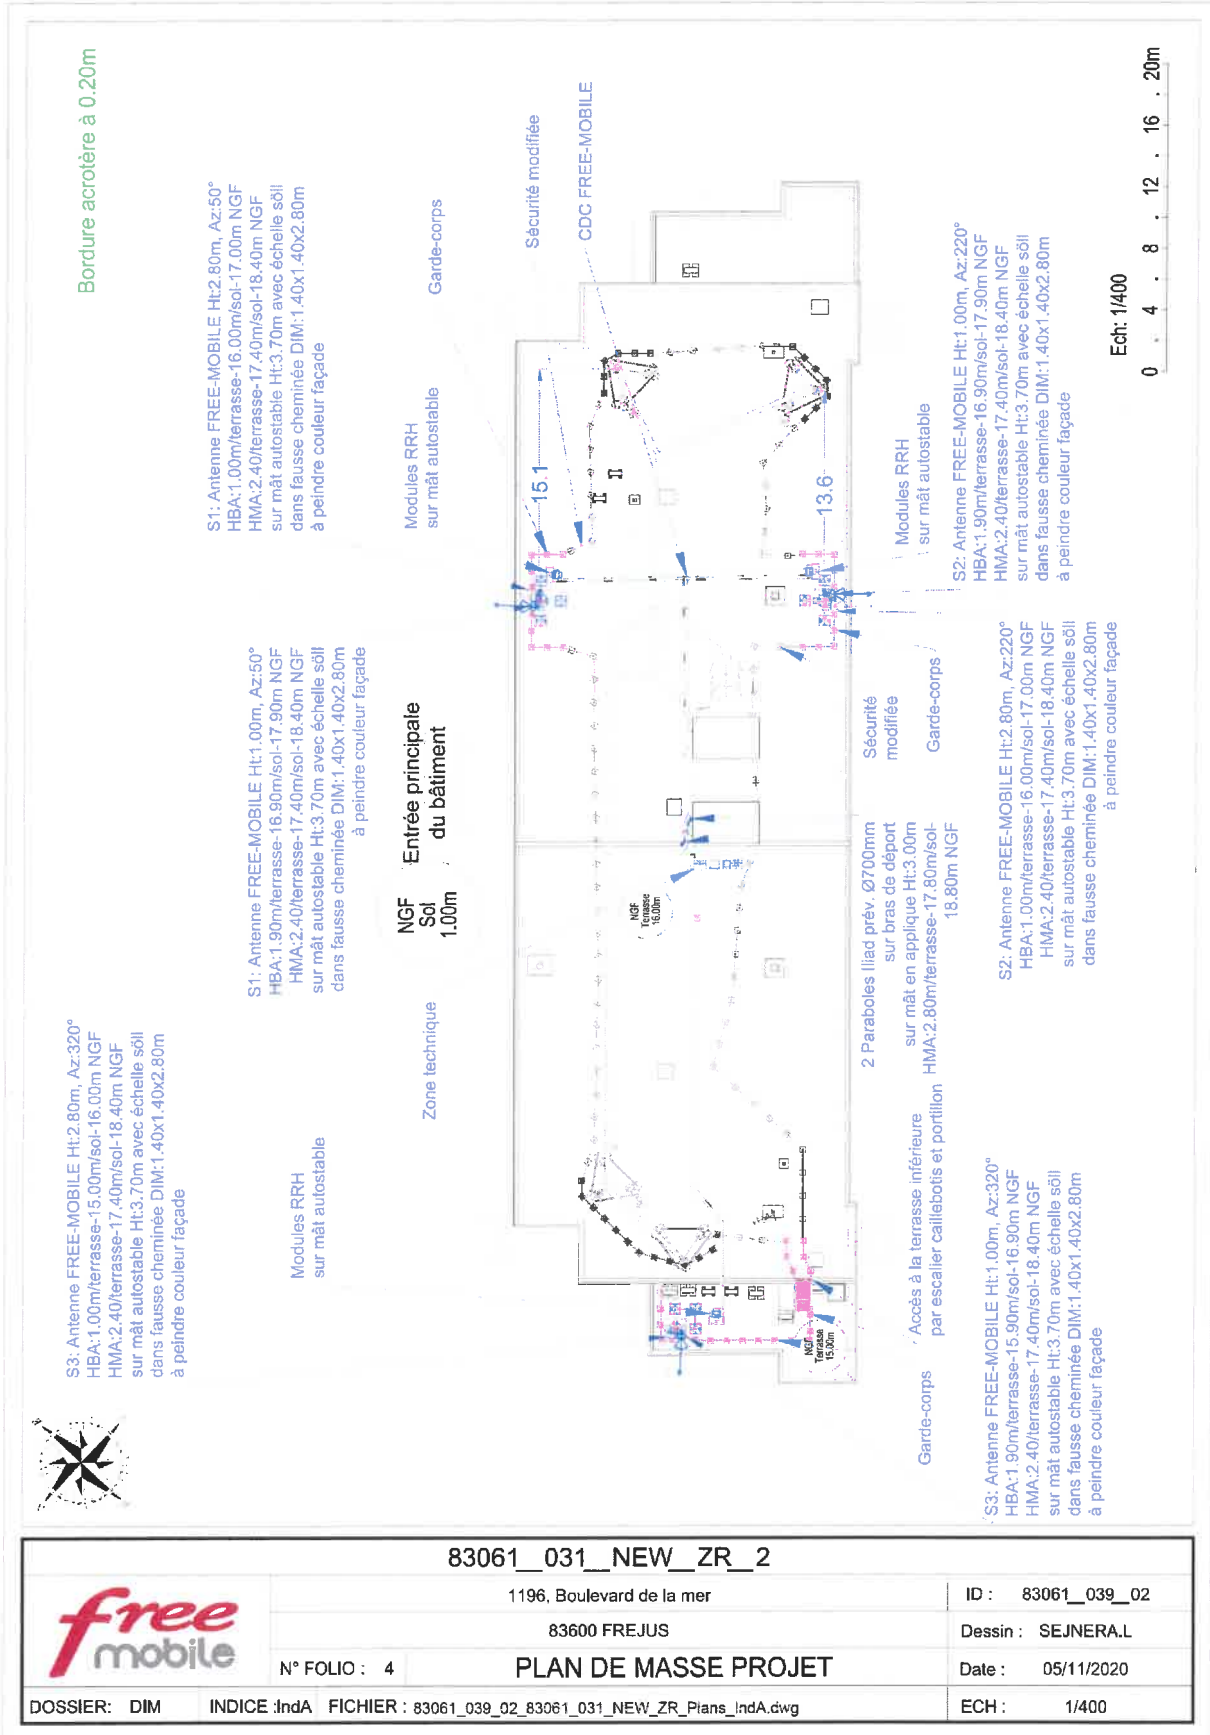 Bordure acrotère à 0.20m
S1: Antenne FREE-MOBILE Ht:2.80m, Az:50°
HBA:1.00m/terrasse-16.00m/sol-17.00m NGF
HMA:2.40/terrasse-17.40m/sol-18.40m NGF
sur mât autostable Ht:3.70m avec échelle söll
dans fausse cheminée DIM:1.40x1.40x2.80m
à peindre couleur façade
Garde-corps
Sécurité modifiée
CDC FREE-MOBILE
Modules RRH
sur mât autostable
S1: Antenne FREE-MOBILE Ht:1.00m, Az:50°
HBA:1.90m/terrasse-16.90m/sol-17.90m NGF
HMA:2.40/terrasse-17.40m/sol-18.40m NGF
sur mât autostable Ht:3.70m avec échelle söll
dans fausse cheminée DIM:1.40x1.40x2.80m
à peindre couleur façade
Entrée principale
du bâtiment
NGF
Sol
1.00m
S3: Antenne FREE-MOBILE Ht:2.80m, Az:320°
HBA:1.00m/terrasse-15.00m/sol-16.00m NGF
HMA:2.40/terrasse-17.40m/sol-18.40m NGF
sur mât autostable Ht:3.70m avec échelle söll
dans fausse cheminée DIM:1.40x1.40x2.80m
à peindre couleur façade
Modules RRH
sur mât autostable
Zone technique
15.1
13.6
NGF
Terrasse
16.00m
NGF
Terrasse
15.00m
Modules RRH
sur mât autostable
S2: Antenne FREE-MOBILE Ht:1.00m, Az:220°
HBA:1.90m/terrasse-16.90m/sol-17.90m NGF
HMA:2.40/terrasse-17.40m/sol-18.40m NGF
sur mât autostable Ht:3.70m avec échelle söll
dans fausse cheminée DIM:1.40x1.40x2.80m
à peindre couleur façade
Ech: 1/400
0 4 8 12 16 20m
Sécurité
modifiée
Garde-corps
S2: Antenne FREE-MOBILE Ht:2.80m, Az:220°
HBA:1.00m/terrasse-16.00m/sol-17.00m NGF
HMA:2.40/terrasse-17.40m/sol-18.40m NGF
sur mât autostable Ht:3.70m avec échelle söll
dans fausse cheminée DIM:1.40x1.40x2.80m
à peindre couleur façade
2 Paraboles Iliad prév. Ø700mm
sur bras de déport
sur mât en applique Ht:3.00m
HMA:2.80m/terrasse-17.80m/sol-
18.80m NGF
Accès à la terrasse inférieure
par escalier caillebotis et portillon
Garde-corps
S3: Antenne FREE-MOBILE Ht:1.00m, Az:320°
HBA:1.90m/terrasse-15.90m/sol-16.90m NGF
HMA:2.40/terrasse-17.40m/sol-18.40m NGF
sur mât autostable Ht:3.70m avec échelle söll
dans fausse cheminée DIM:1.40x1.40x2.80m
à peindre couleur façade
83061__031__NEW__ZR__2
free
mobile
1196, Boulevard de la mer
83600 FREJUS
N° FOLIO : 4
PLAN DE MASSE PROJET
ID : 83061__039__02
Dessin : SEJNERA.L
Date : 05/11/2020
DOSSIER: DIM
INDICE :IndA
FICHIER : 83061_039_02_83061_031_NEW_ZR_Plans_IndA.dwg
ECH : 1/400